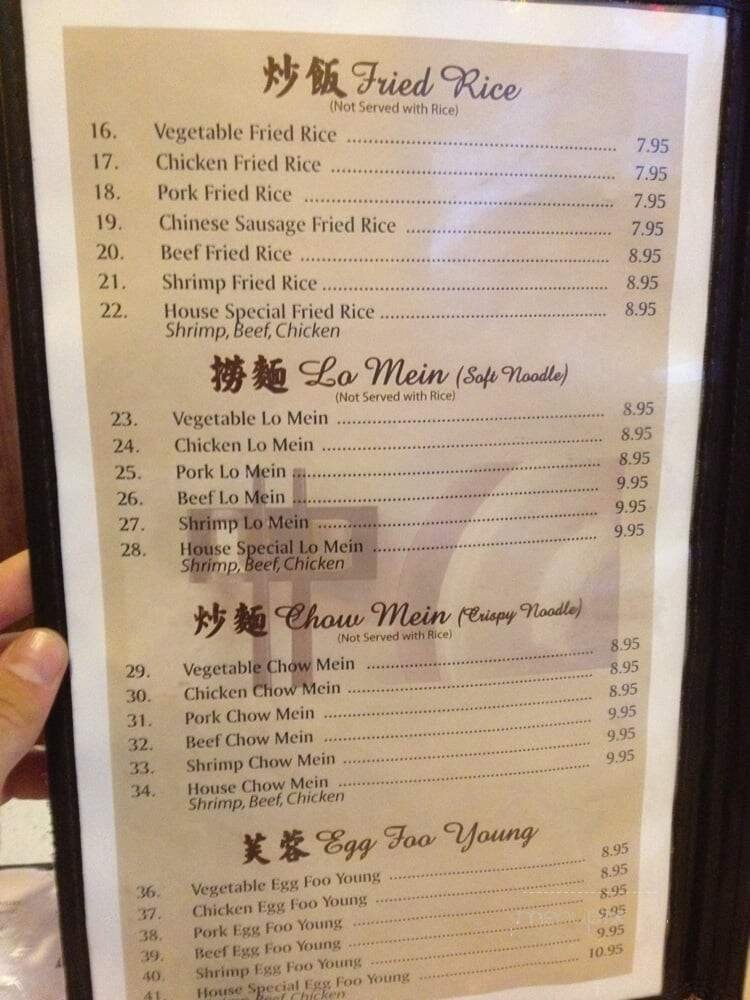 炒飯 Fried Rice
(Not Served with Rice)
16. Vegetable Fried Rice 7.95
17. Chicken Fried Rice 7.95
18. Pork Fried Rice 7.95
19. Chinese Sausage Fried Rice 7.95
20. Beef Fried Rice 8.95
21. Shrimp Fried Rice 8.95
22. House Special Fried Rice 8.95
Shrimp, Beef, Chicken
撈麵 Lo Mein (Soft Noodle)
(Not Served with Rice)
23. Vegetable Lo Mein 8.95
24. Chicken Lo Mein 8.95
25. Pork Lo Mein 8.95
26. Beef Lo Mein 9.95
27. Shrimp Lo Mein 9.95
28. House Special Lo Mein 9.95
Shrimp, Beef, Chicken
炒麵 Chow Mein (Crispy Noodle)
(Not Served with Rice)
29. Vegetable Chow Mein 8.95
30. Chicken Chow Mein 8.95
31. Pork Chow Mein 8.95
32. Beef Chow Mein 9.95
33. Shrimp Chow Mein 9.95
34. House Chow Mein 9.95
Shrimp, Beef, Chicken
芙蓉 Egg Foo Young
36. Vegetable Egg Foo Young 8.95
37. Chicken Egg Foo Young 8.95
38. Pork Egg Foo Young 8.95
39. Beef Egg Foo Young 9.95
40. Shrimp Egg Foo Young 9.95
41. House Special Egg Foo Young 10.95
Beef, Chicken